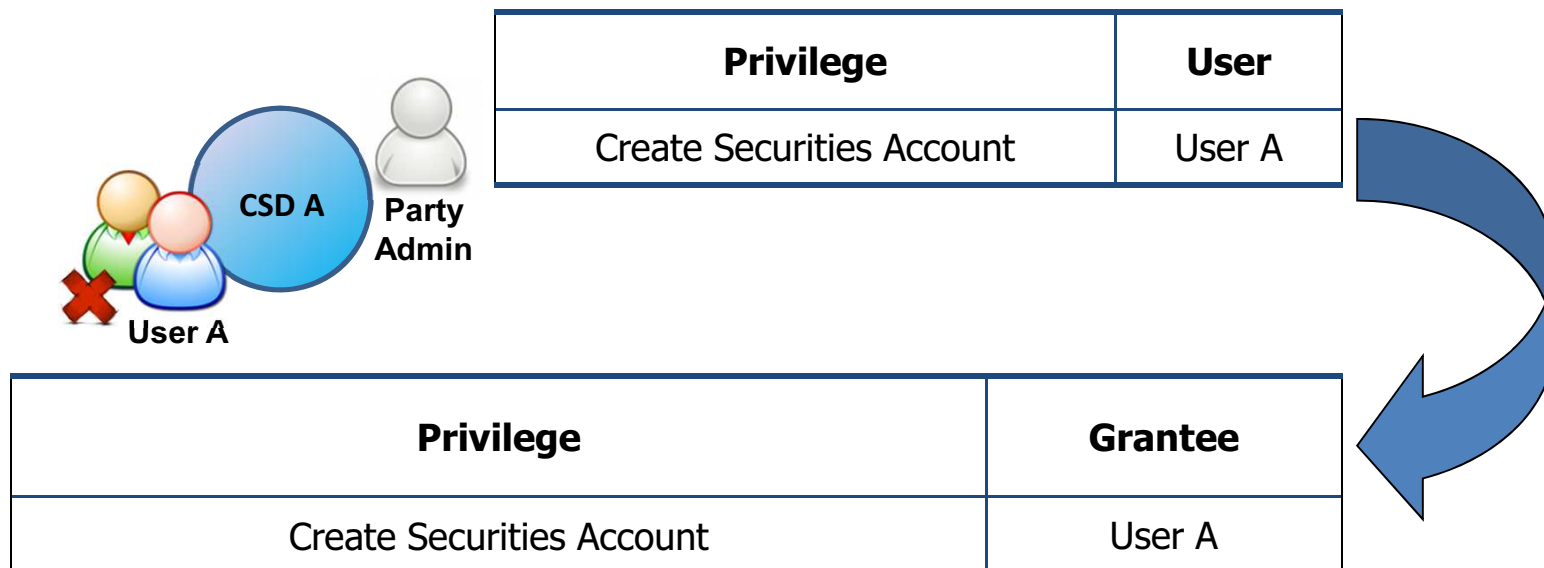 Privilege User
Create Securities Account User A
CSD A
Party
Admin
User A
Privilege Grantee
Create Securities Account User A